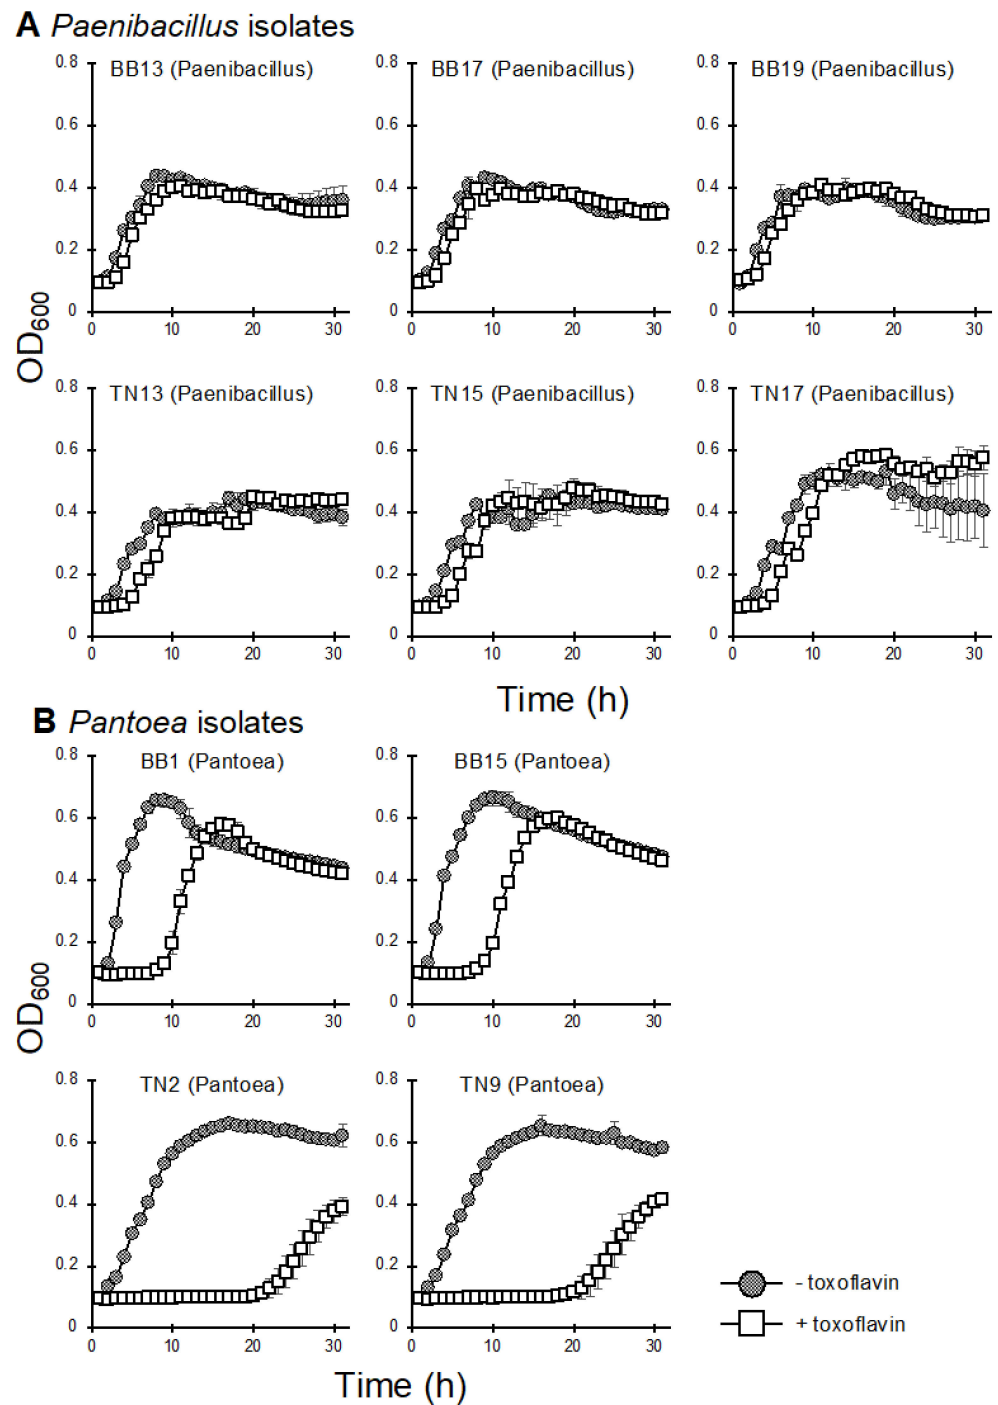 A Paenibacillus isolates
BB13 (Paenibacillus)
0.8
0.6
0.4
0.2
0
0 10 20 30
BB17 (Paenibacillus)
0.8
0.6
0.4
0.2
0
0 10 20 30
BB19 (Paenibacillus)
0.8
0.6
0.4
0.2
0
0 10 20 30
OD600
TN13 (Paenibacillus)
0.8
0.6
0.4
0.2
0
0 10 20 30
TN15 (Paenibacillus)
0.8
0.6
0.4
0.2
0
0 10 20 30
TN17 (Paenibacillus)
0.8
0.6
0.4
0.2
0
0 10 20 30
Time (h)
B Pantoea isolates
BB1 (Pantoea)
0.8
0.6
0.4
0.2
0
0 10 20 30
BB15 (Pantoea)
0.8
0.6
0.4
0.2
0
0 10 20 30
OD600
TN2 (Pantoea)
0.8
0.6
0.4
0.2
0
0 10 20 30
TN9 (Pantoea)
0.8
0.6
0.4
0.2
0
0 10 20 30
- toxoflavin
+ toxoflavin
Time (h)